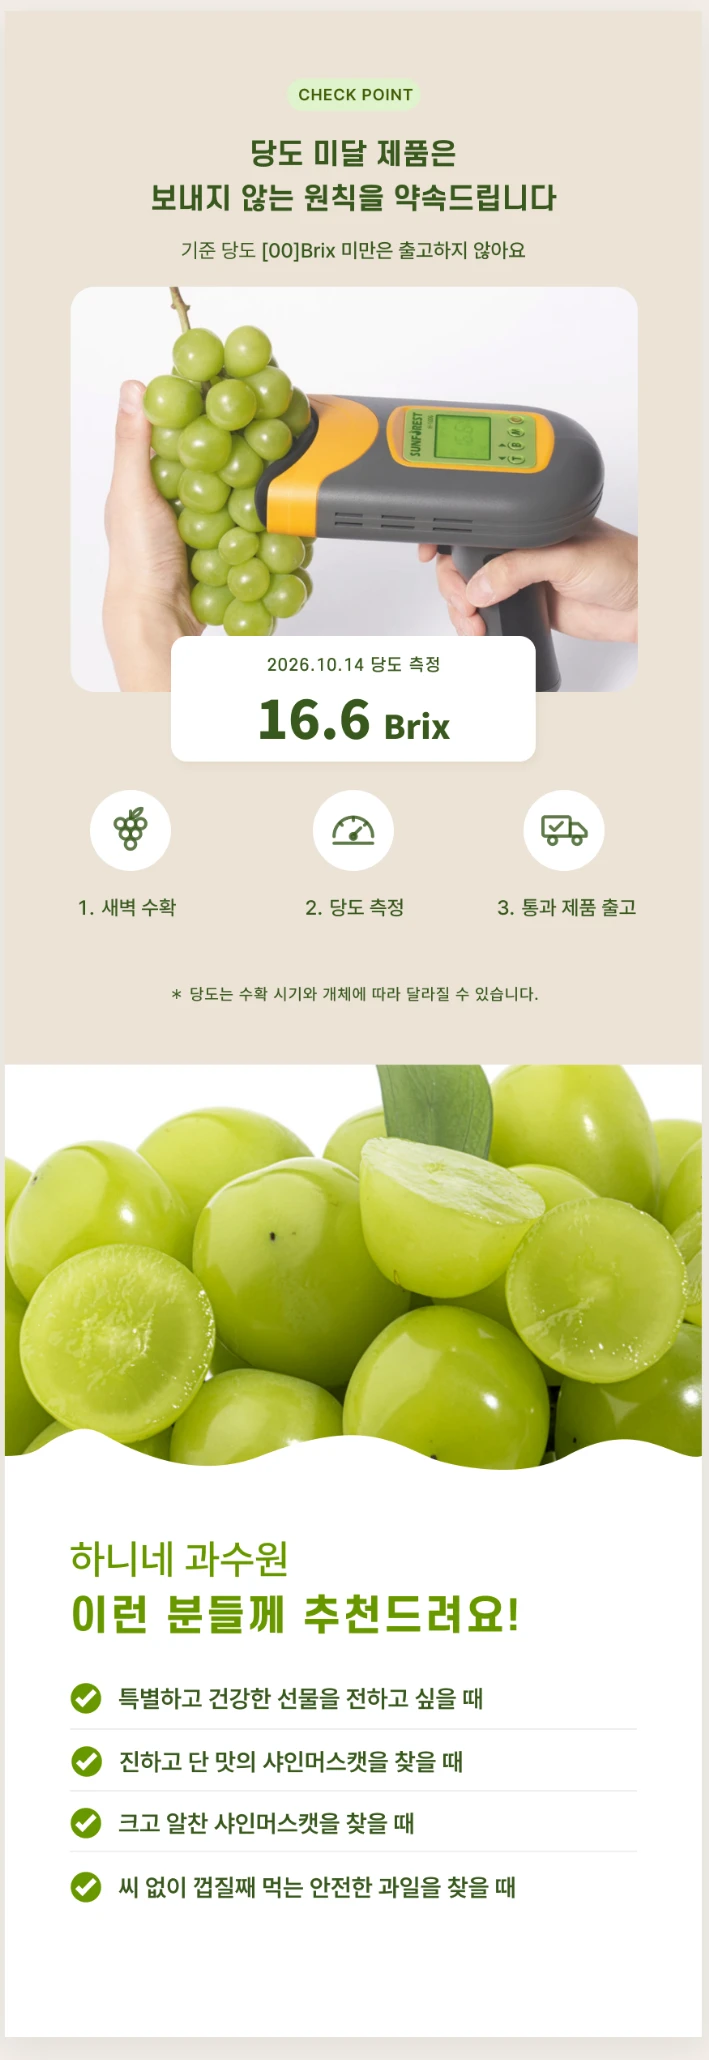 CHECK POINT
당도 미달 제품은
보내지 않는 원칙을 약속드립니다
기준 당도 [00]Brix 미만은 출고하지 않아요
SUNFOREST
2026.10.14 당도 측정
16.6 Brix
1. 새벽 수확
2. 당도 측정
3. 통과 제품 출고
* 당도는 수확 시기와 개체에 따라 달라질 수 있습니다.
하니네 과수원
이런 분들께 추천드려요!
특별하고 건강한 선물을 전하고 싶을 때
진하고 단 맛의 샤인머스캣을 찾을 때
크고 알찬 샤인머스캣을 찾을 때
씨 없이 껍질째 먹는 안전한 과일을 찾을 때